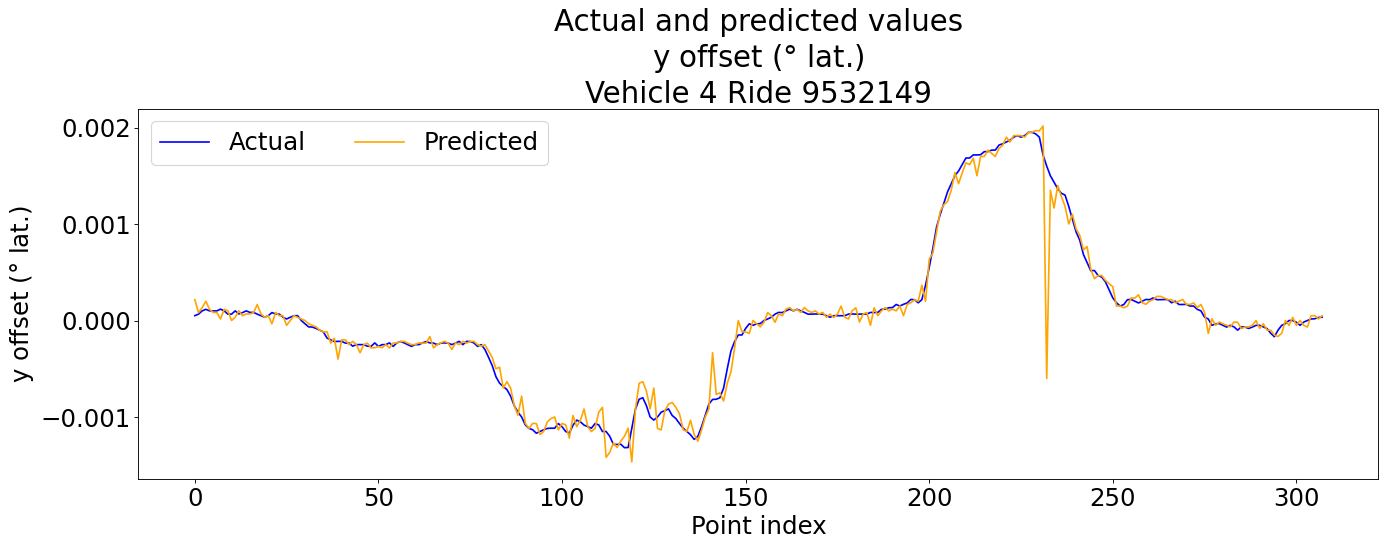 Actual and predicted values
y offset (° lat.)
Vehicle 4 Ride 9532149
Actual
Predicted
y offset (° lat.)
0.002
0.001
0.000
−0.001
0
50
100
150
200
250
300
Point index